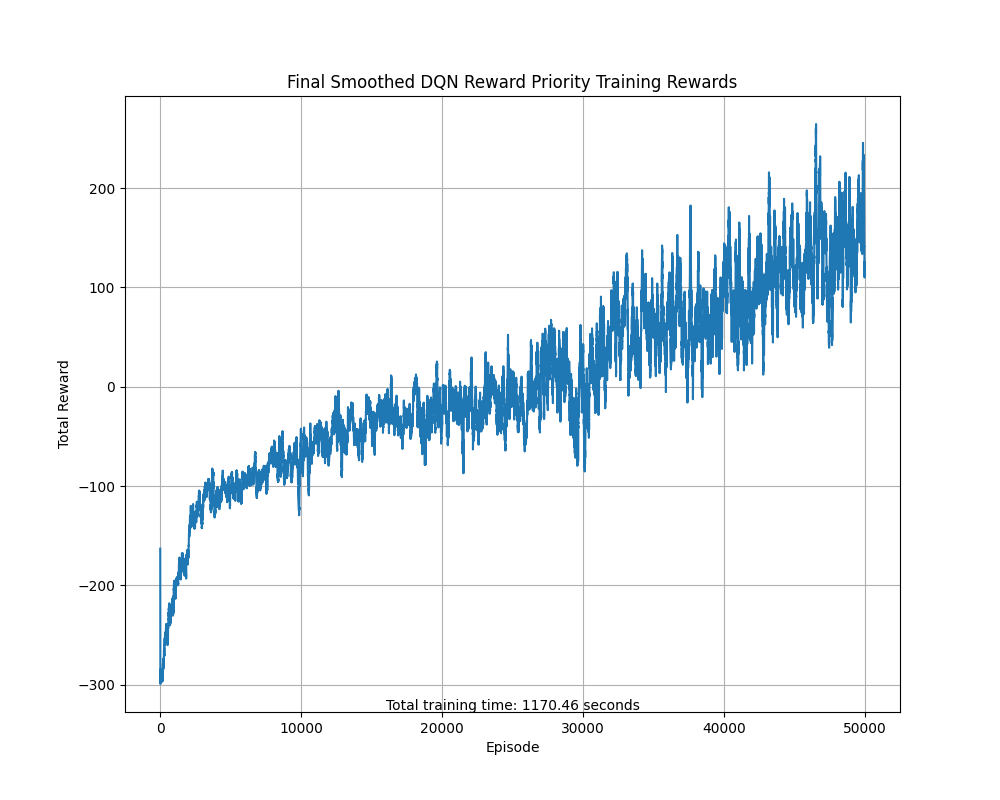 Final Smoothed DQN Reward Priority Training Rewards
Total Reward
200
100
0
−100
−200
−300
Total training time: 1170.46 seconds
0 10000 20000 30000 40000 50000
Episode